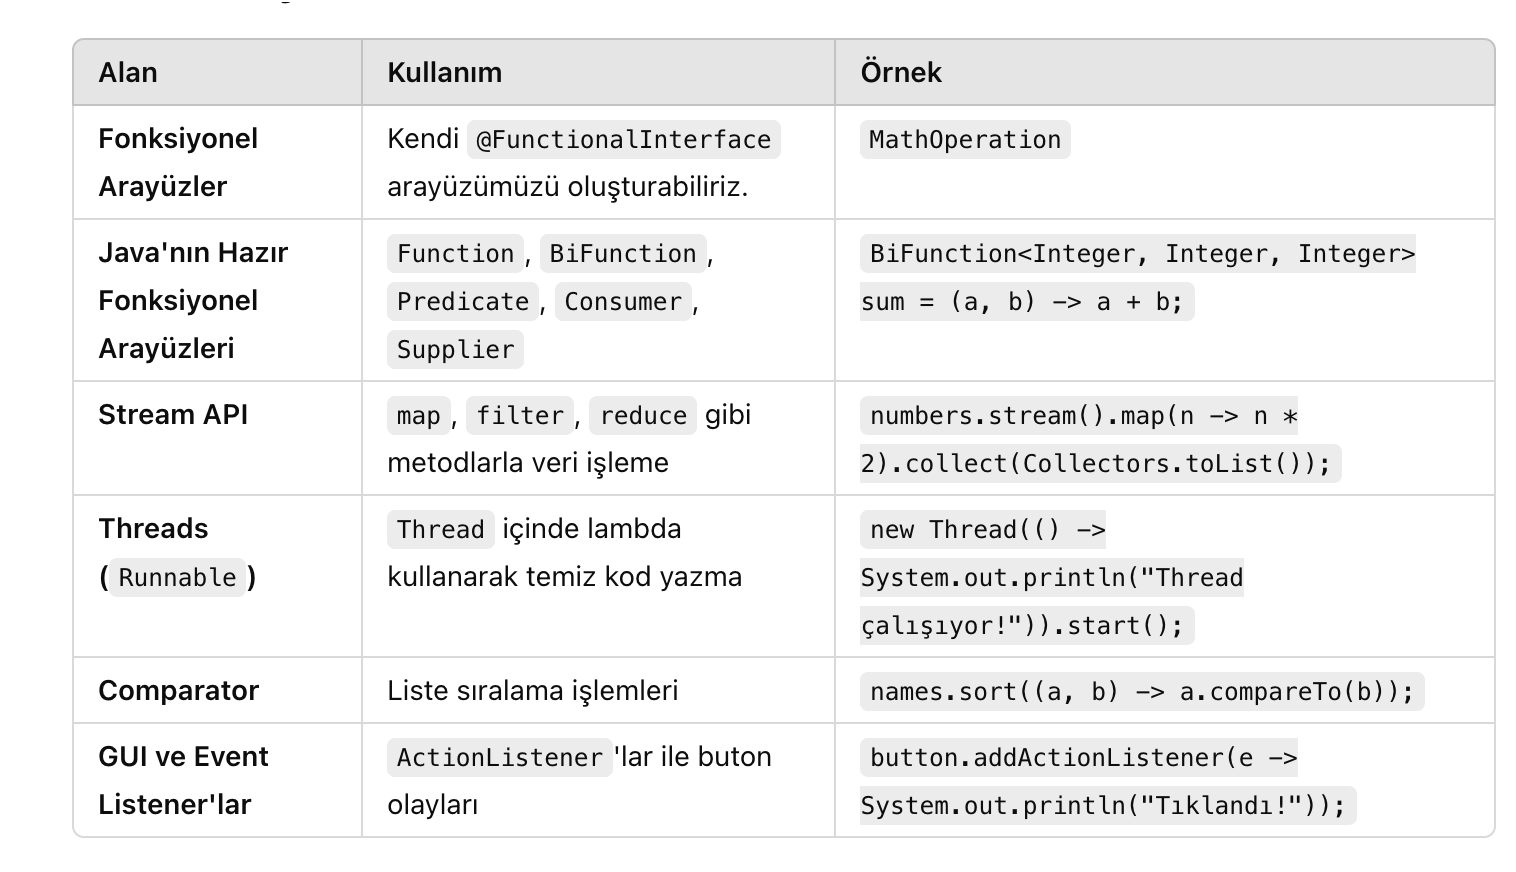 Alan Kullanım Örnek
Fonksiyonel
Arayüzler
Kendi @FunctionalInterface
arayüzümüzü oluşturabiliriz.
MathOperation
Java'nın Hazır
Fonksiyonel
Arayüzleri
Function, BiFunction,
Predicate, Consumer,
Supplier
BiFunction<Integer, Integer, Integer>
sum = (a, b) -> a + b;
Stream API
map, filter, reduce gibi
metodlarla veri işleme
numbers.stream().map(n -> n *
2).collect(Collectors.toList());
Threads
(Runnable)
Thread içinde lambda
kullanarak temiz kod yazma
new Thread(() ->
System.out.println("Thread
çalışıyor!")).start();
Comparator
Liste sıralama işlemleri
names.sort((a, b) -> a.compareTo(b));
GUI ve Event
Listener'lar
ActionListener'lar ile buton
olayları
button.addActionListener(e ->
System.out.println("Tıklandı!"));